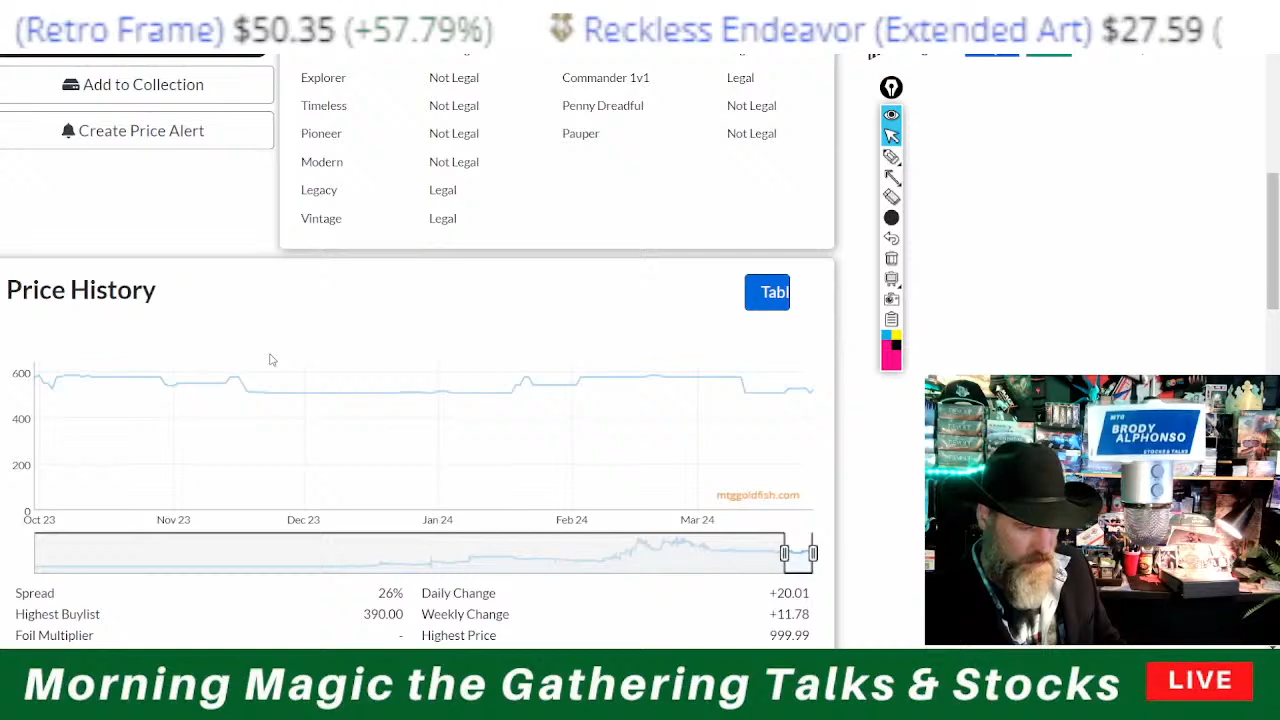 (Retro Frame) $50.35 (+57.79%) Reckless Endeavor (Extended Art) $27.59 (
Add to Collection
Create Price Alert
Explorer Not Legal Commander 1v1 Legal
Timeless Not Legal Penny Dreadful Not Legal
Pioneer Not Legal Pauper Not Legal
Modern Not Legal
Legacy Legal
Vintage Legal
Price History
Tabl
600
400
200
0
mtggoldfish.com
Oct 23 Nov 23 Dec 23 Jan 24 Feb 24 Mar 24
Spread 26% Daily Change +20.01
Highest Buylist 390.00 Weekly Change +11.78
Foil Multiplier - Highest Price 999.99
MTG
BRODY
ALPHONSO
STOCKS & TALKS
Morning Magic the Gathering Talks & Stocks LIVE